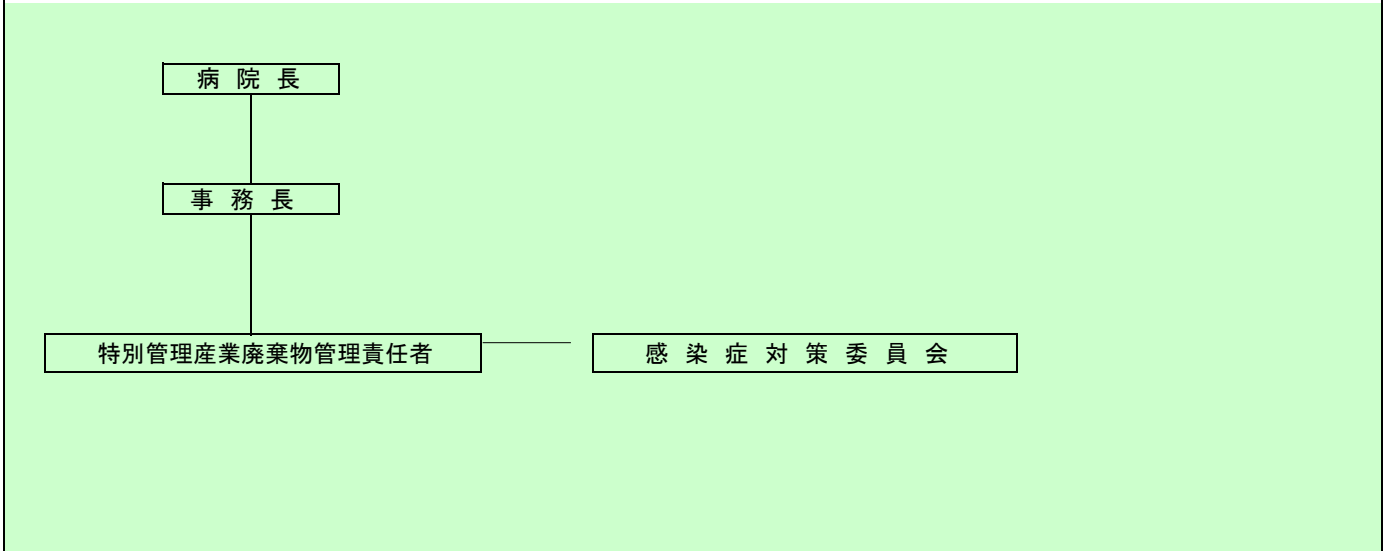 病 院 長
事 務 長
特別管理産業廃棄物管理責任者
感 染 症 対 策 委 員 会